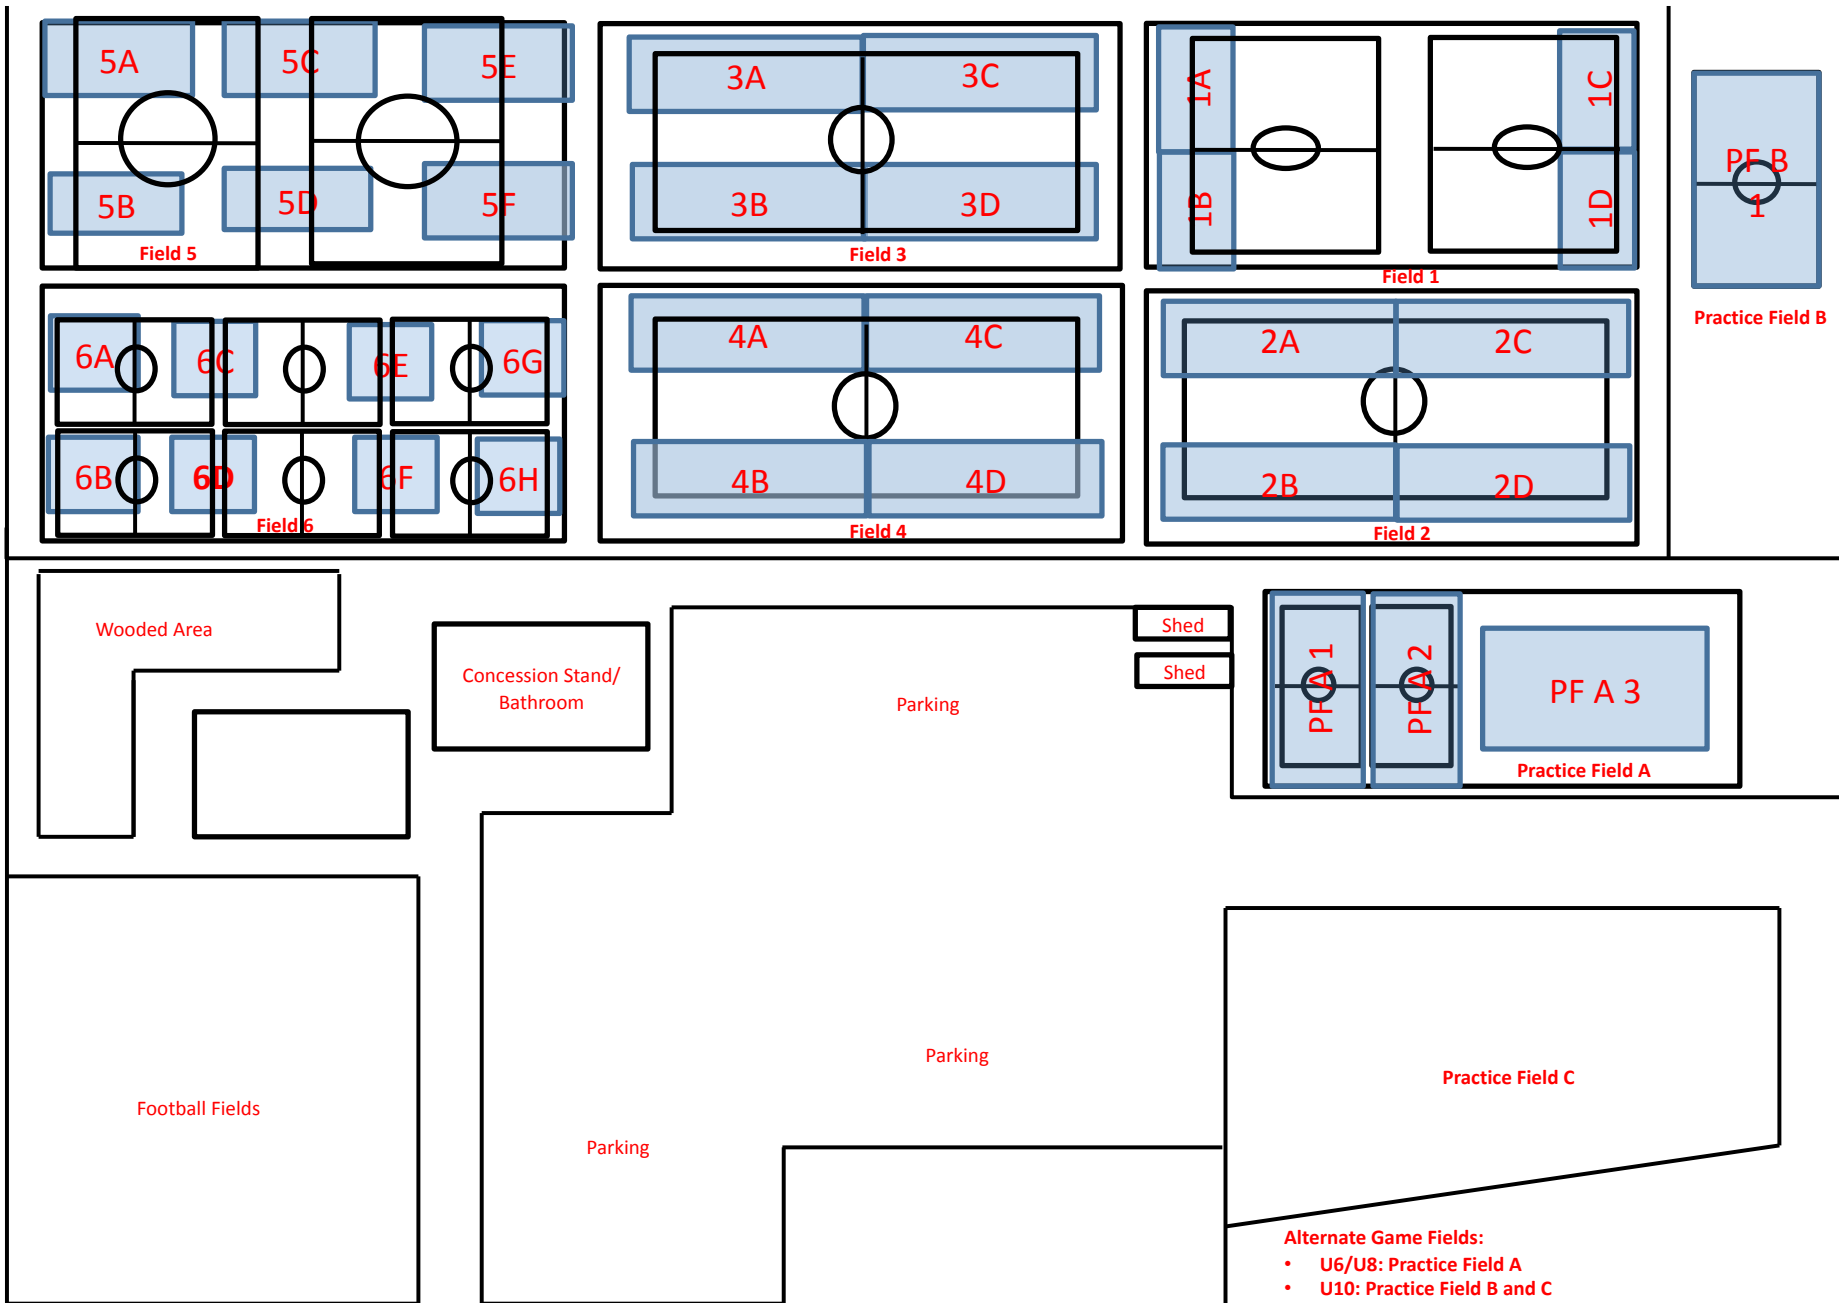 5A
5C
5E
3A
3C
1A
1C
PF B
1
5B
5D
5F
3B
3D
1B
1D
Field 5
Field 3
Field 1
Practice Field B
6A
6C
6E
6G
4A
4C
2A
2C
6B
6D
6F
6H
4B
4D
2B
2D
Field 6
Field 4
Field 2
Wooded Area
Concession Stand/
Bathroom
Parking
Shed
Shed
PF A 1
PF A 2
PF A 3
Practice Field A
Football Fields
Parking
Parking
Practice Field C
Alternate Game Fields:
• U6/U8: Practice Field A
• U10: Practice Field B and C